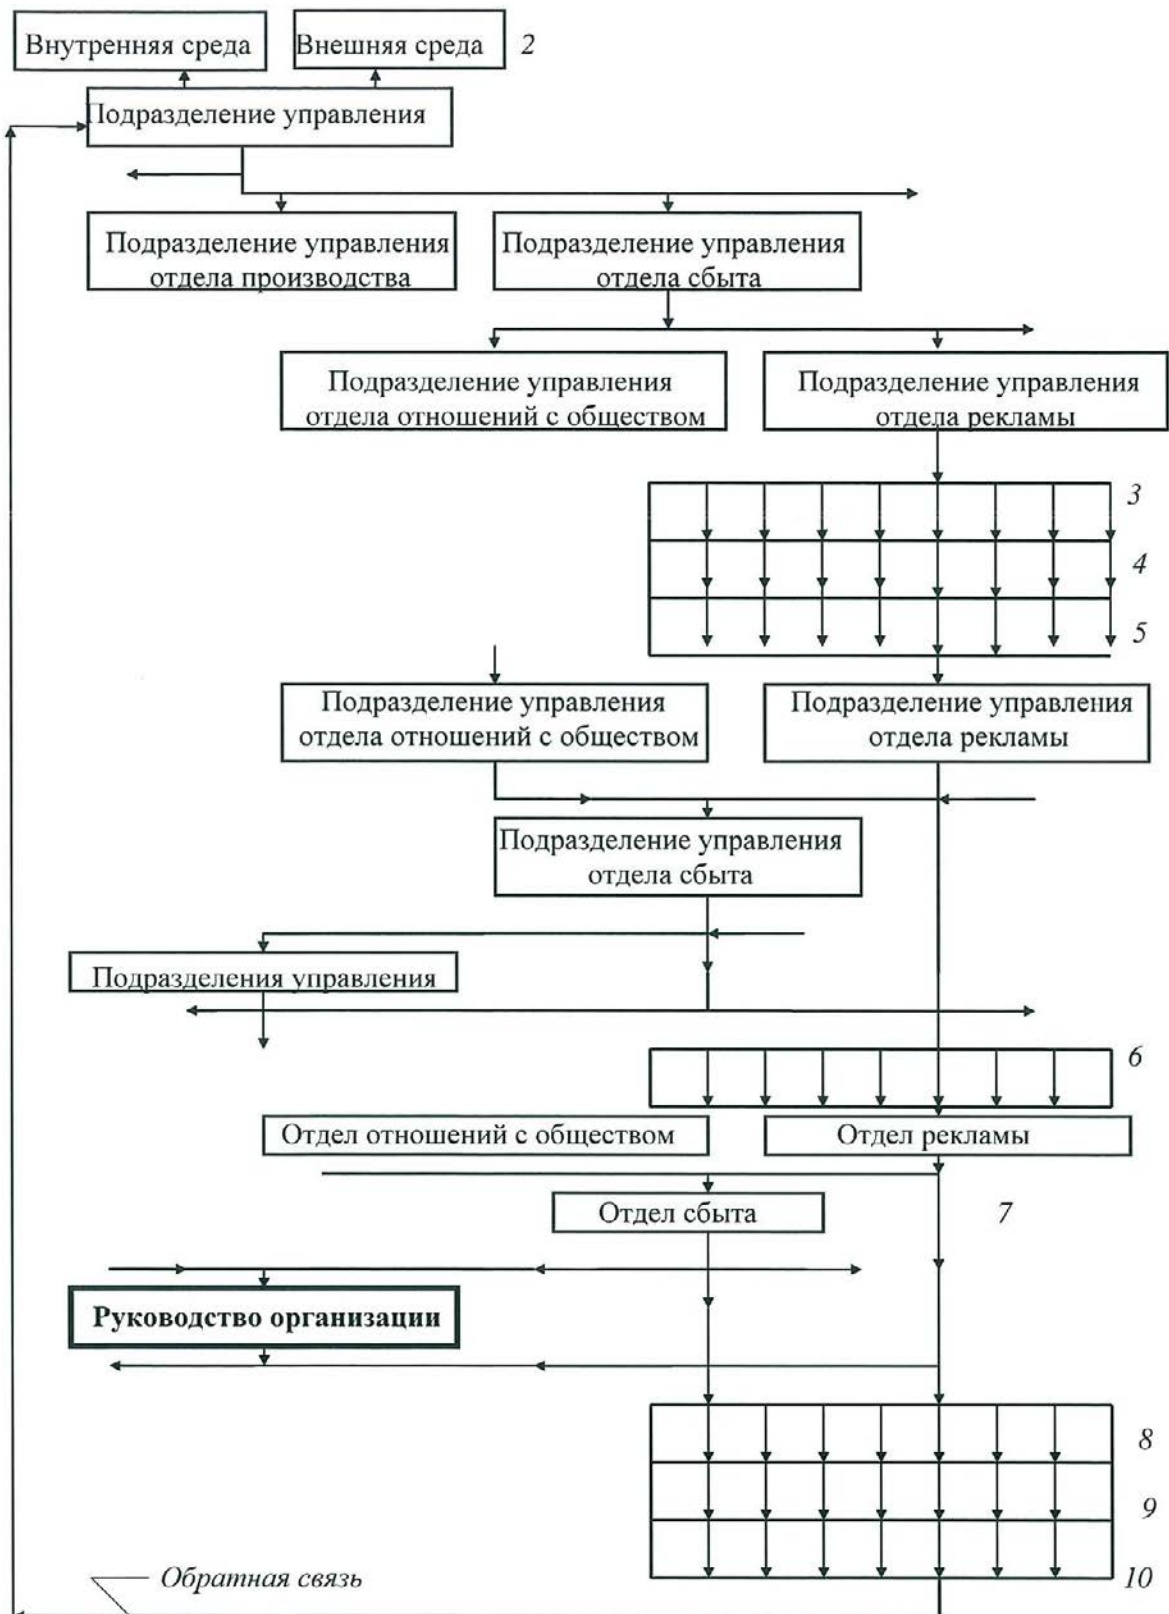 Внутренняя среда
Внешняя среда
2
Подразделение управления
Подразделение управления
отдела производства
Подразделение управления
отдела сбыта
Подразделение управления
отдела отношений с обществом
Подразделение управления
отдела рекламы
3
4
5
Подразделение управления
отдела отношений с обществом
Подразделение управления
отдела рекламы
Подразделение управления
отдела сбыта
Подразделения управления
6
Отдел отношений с обществом
Отдел рекламы
Отдел сбыта
7
Руководство организации
8
9
10
Обратная связь